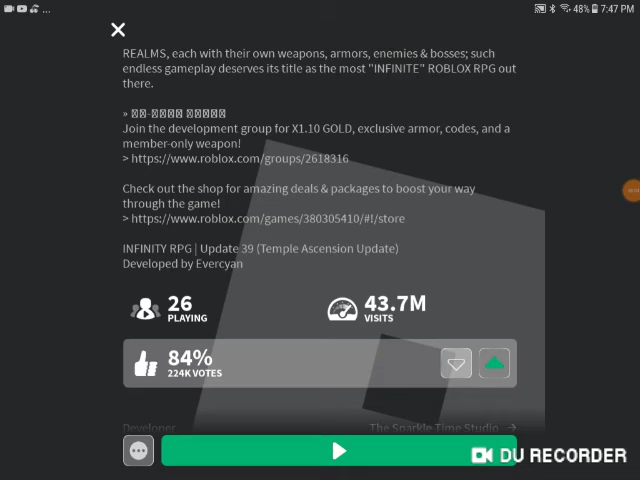 48% 7:47 PM
REALMS, each with their own weapons, armors, enemies & bosses; such
endless gameplay deserves its title as the most "INFINITE" ROBLOX RPG out
there.
»
Join the development group for X1.10 GOLD, exclusive armor, codes, and a
member-only weapon!
> https://www.roblox.com/groups/2618316
Check out the shop for amazing deals & packages to boost your way
through the game!
> https://www.roblox.com/games/380305410/#!/store
INFINITY RPG | Update 39 (Temple Ascension Update)
Developed by Evercyan
26
PLAYING
43.7M
VISITS
84%
224K VOTES
Developer The Sparkle Time Studio
DU RECORDER